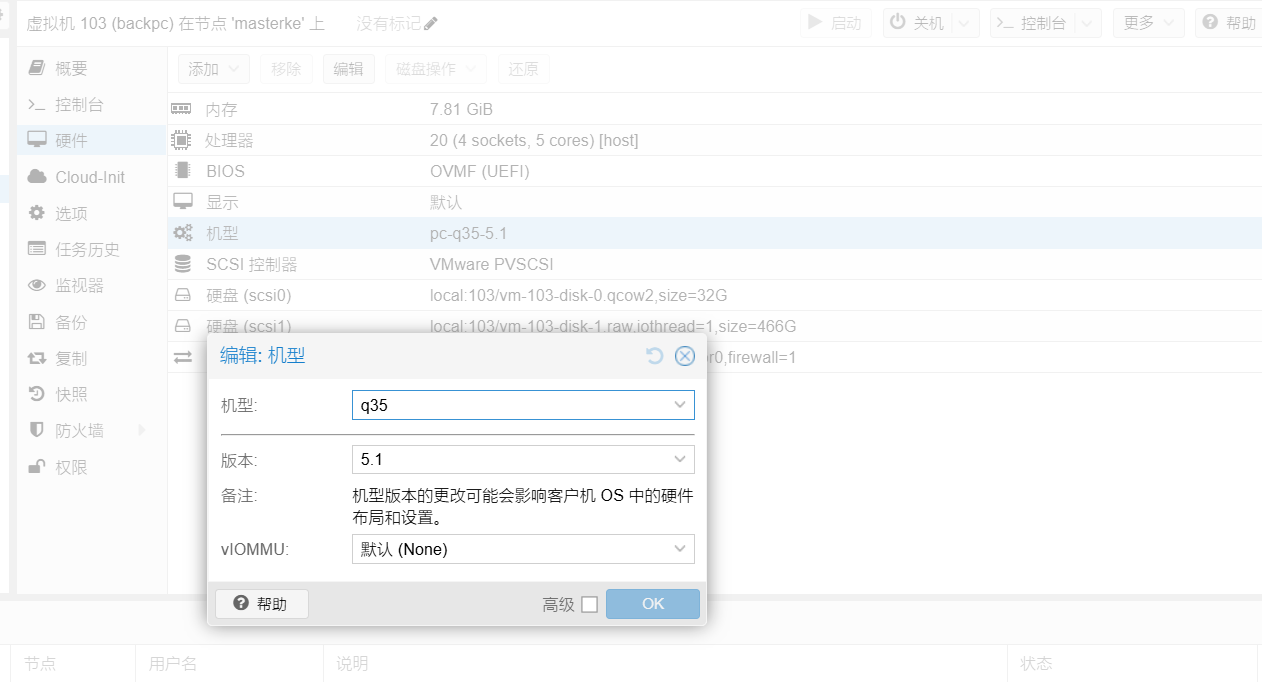 虚拟机 103 (backpc) 在节点 'masterke' 上
没有标记
启动
关机
控制台
更多
帮助
概要
控制台
硬件
Cloud-Init
选项
任务历史
监视器
备份
复制
快照
防火墙
权限
添加
移除
编辑
磁盘操作
还原
内存 7.81 GiB
处理器 20 (4 sockets, 5 cores) [host]
BIOS OVMF (UEFI)
显示 默认
机型 pc-q35-5.1
SCSI 控制器 VMware PVSCSI
硬盘 (scsi0) local:103/vm-103-disk-0.qcow2,size=32G
硬盘 (scsi1) local:103/vm-103-disk-1.raw,iothread=1,size=466G
r0,firewall=1
编辑: 机型
机型: q35
版本: 5.1
备注: 机型版本的更改可能会影响客户机 OS 中的硬件
布局和设置。
vIOMMU: 默认 (None)
帮助
高级
OK
节点
用户名
说明
状态